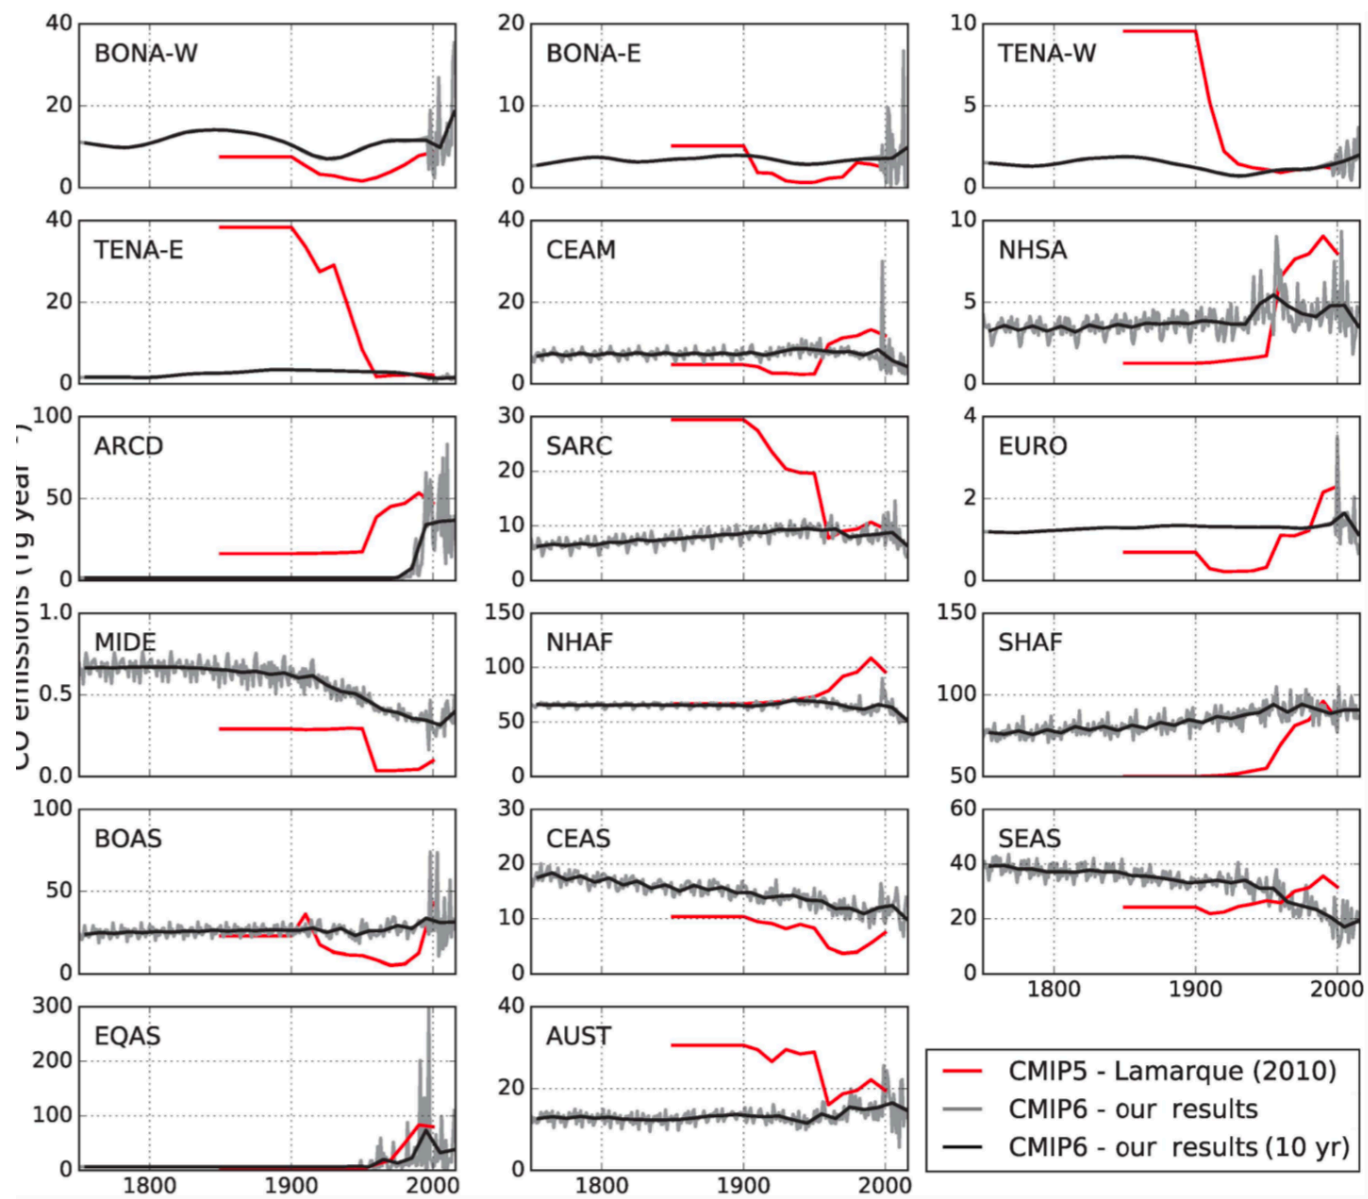 40 BONA-W 20 BONA-E 10 TENA-W
20 10 5
0 0 0
40 TENA-E 40 CEAM 10 NHSA
20 20 5
0 0 0
100 ARCD 30 SARC 4 EURO
50 20 2
10
0 0 0
CO emissions (Tg year
1.0 MIDE 150 NHAF 150 SHAF
0.5 100 100
50
0.0 0 50
100 BOAS 30 CEAS 60 SEAS
50 20 40
10 20
0 0 0
1800 1900 2000
300 EQAS 40 AUST
200 20
100
0 0
1800 1900 2000 1800 1900 2000
CMIP5 - Lamarque (2010)
CMIP6 - our results
CMIP6 - our results (10 yr)